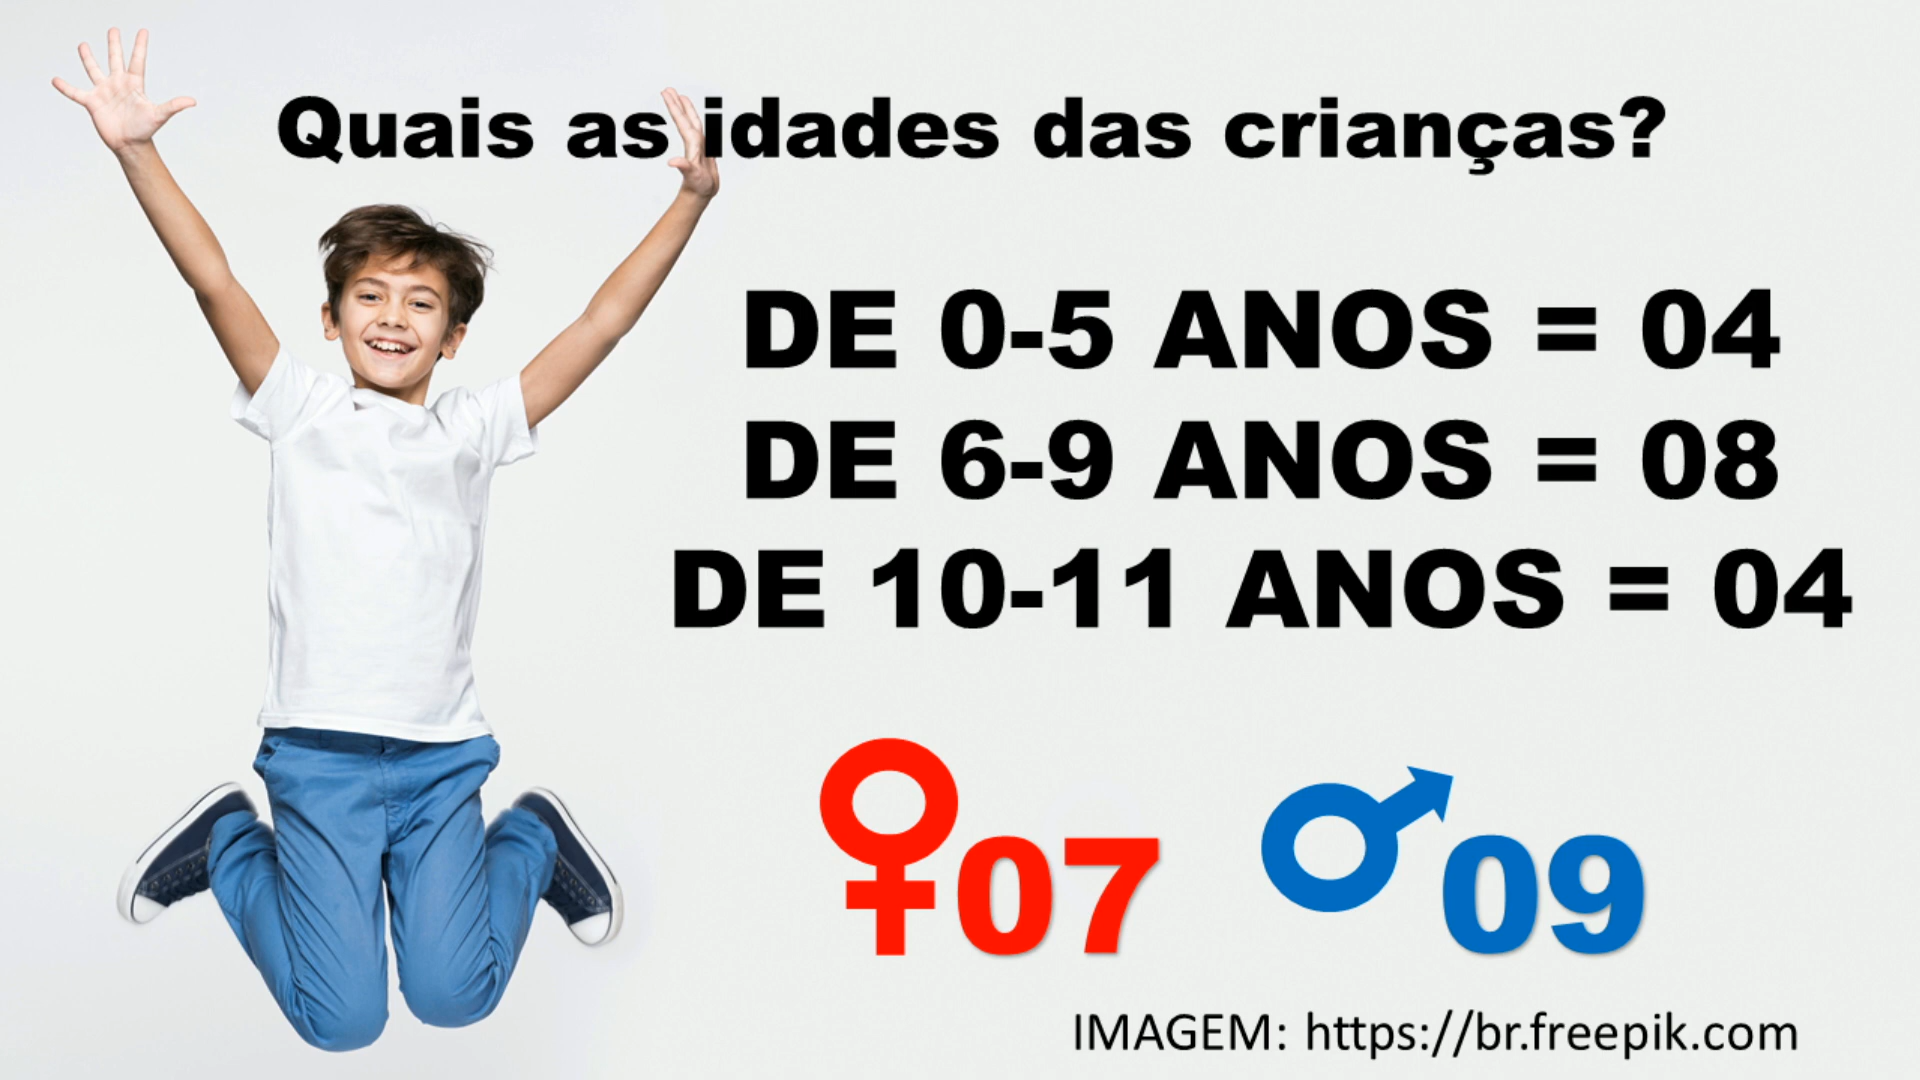 Quais as idades das crianças?
DE 0-5 ANOS = 04
DE 6-9 ANOS = 08
DE 10-11 ANOS = 04
07 09
IMAGEM: https://br.freepik.com